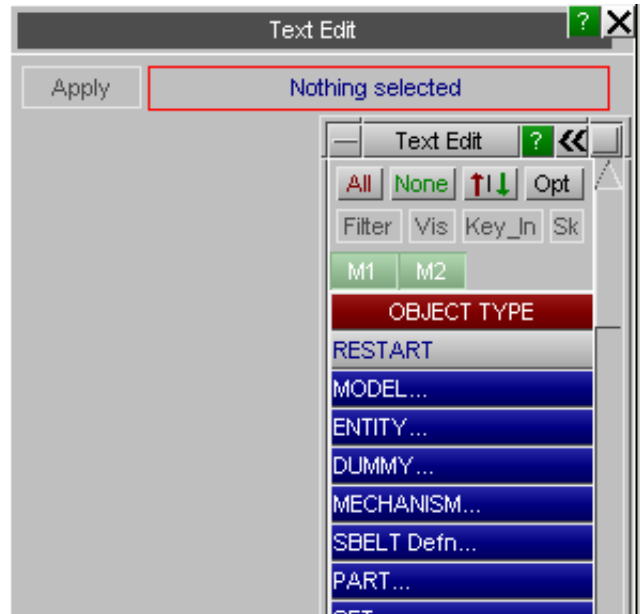 Text Edit ?
Apply Nothing selected
Text Edit ?
All None Opt
Filter Vis Key_In Sk
M1 M2
OBJECT TYPE
RESTART
MODEL...
ENTITY...
DUMMY...
MECHANISM...
SBELT Defn...
PART...